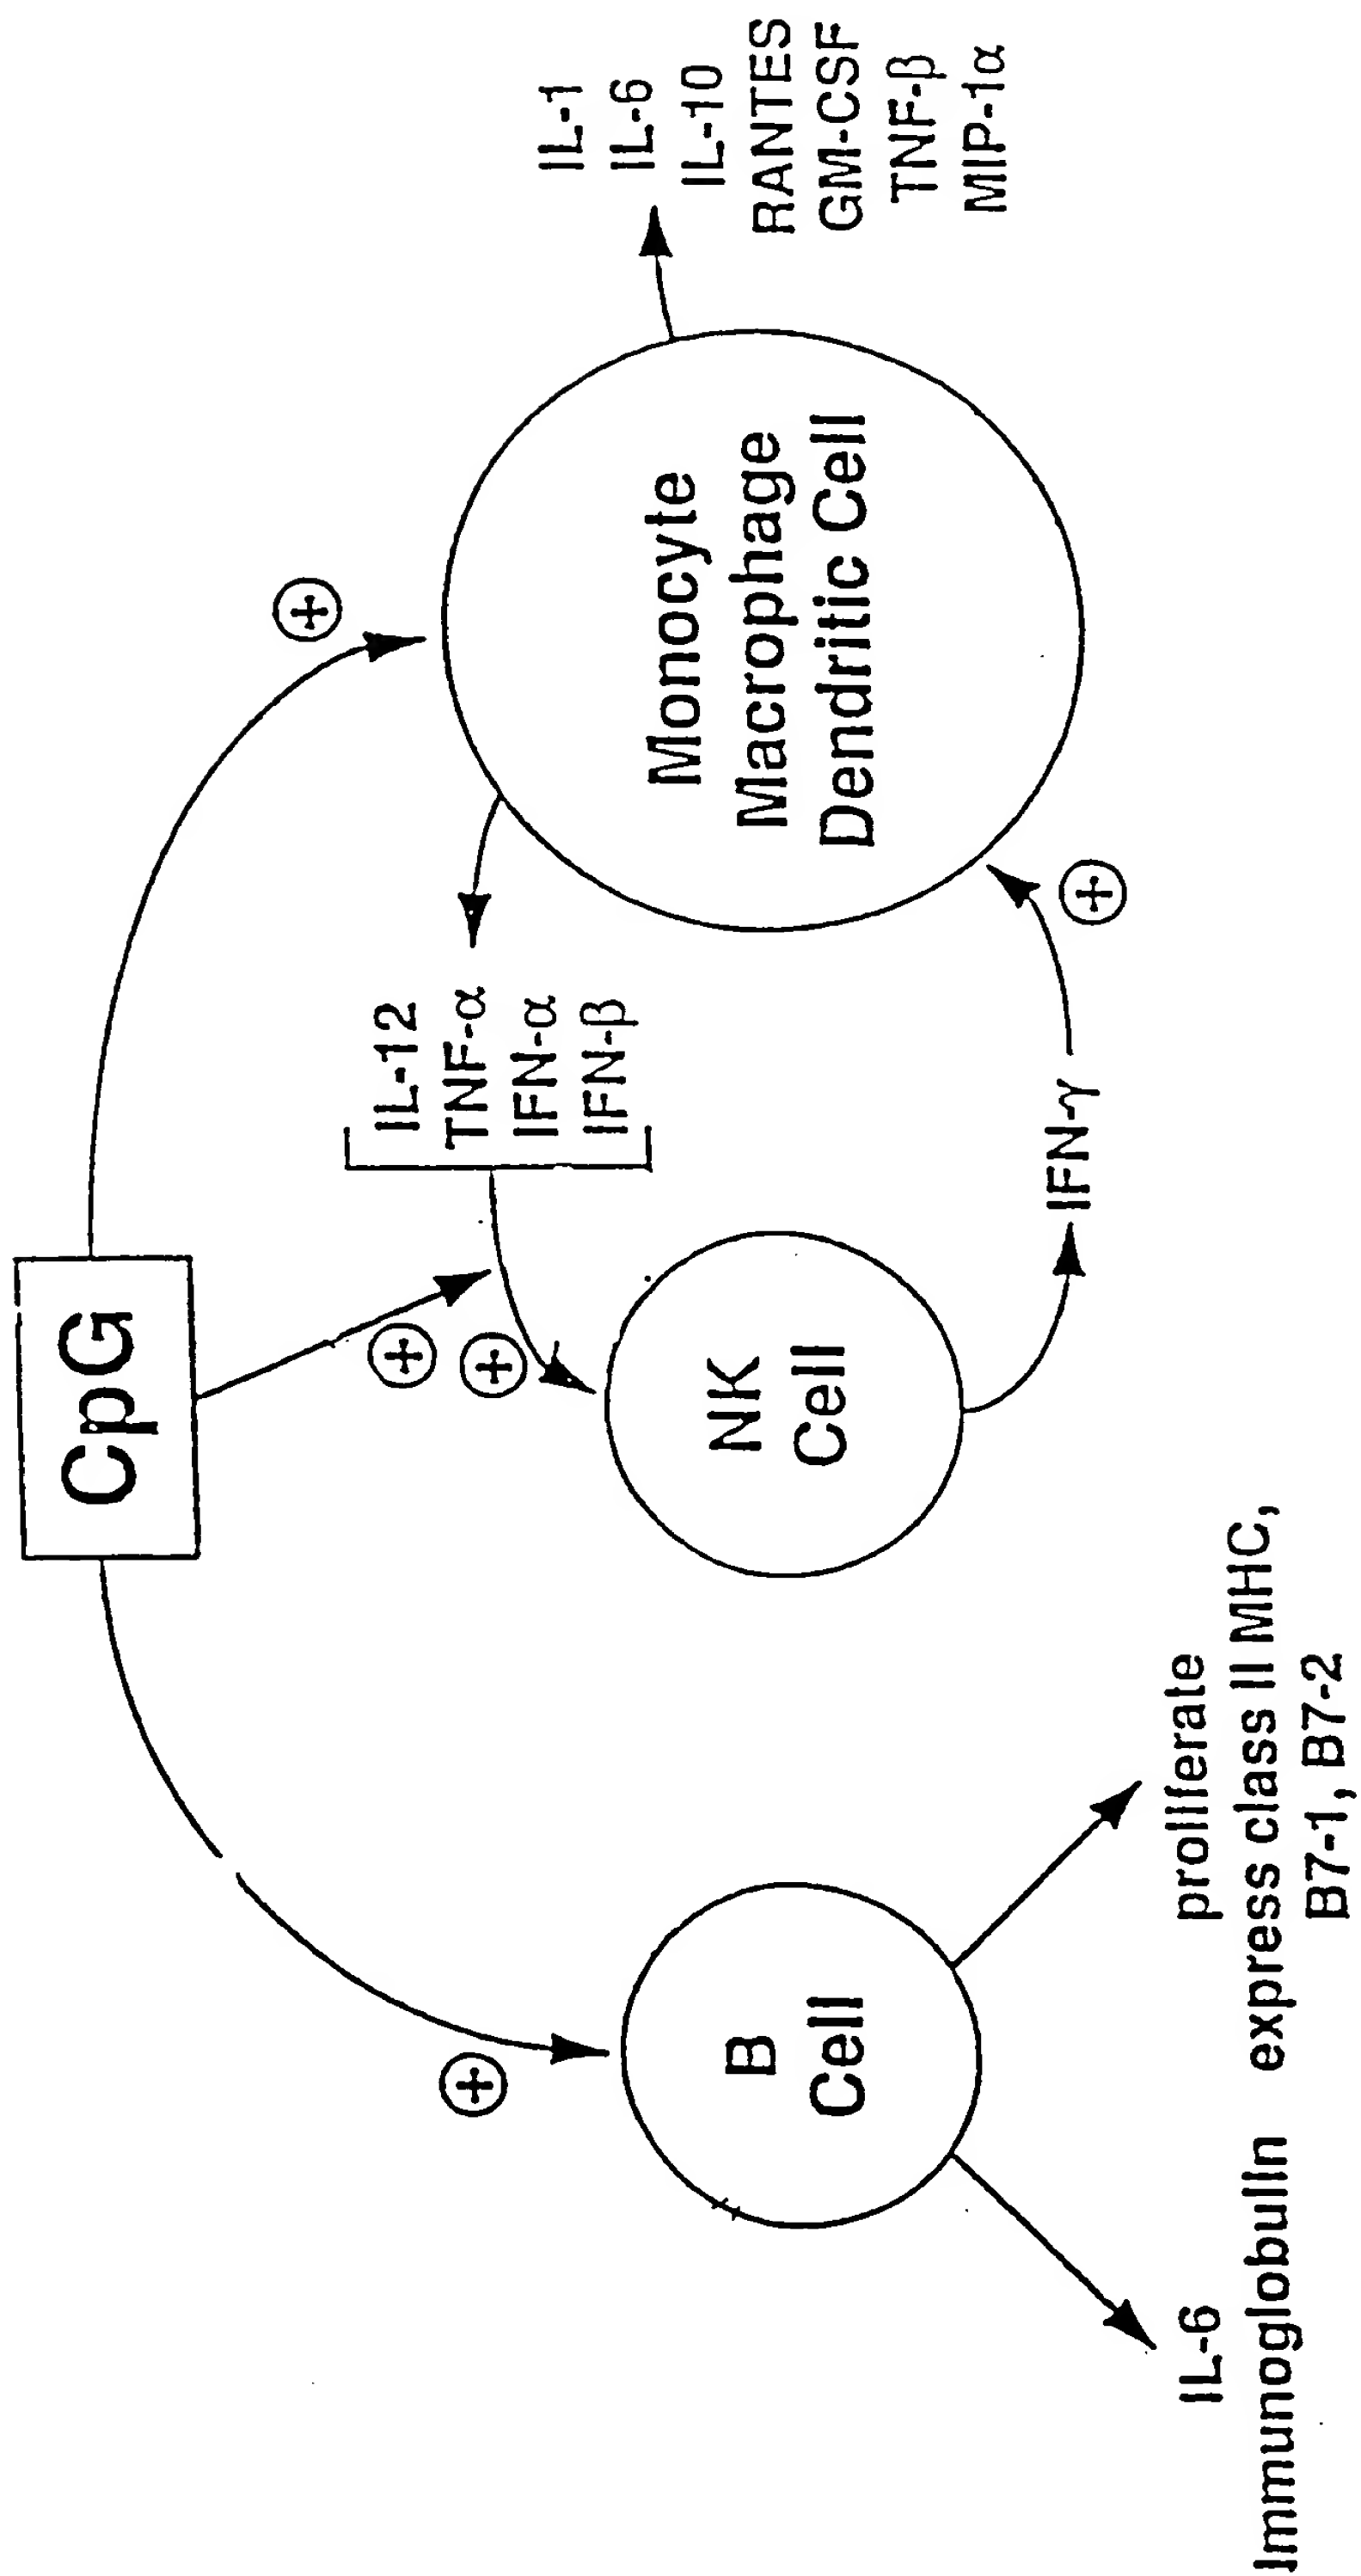 CpG
IL-12
TNF-α
IFN-α
IFN-β
B
Cell
NK
Cell
Monocyte
Macrophage
Dendritic Cell
IL-1
IL-6
IL-10
RANTES
GM-CSF
TNF-β
MIP-1α
IFN-γ
IL-6
Immunoglobulin
proliferate
express class II MHC,
B7-1, B7-2
+
+
+
+
+